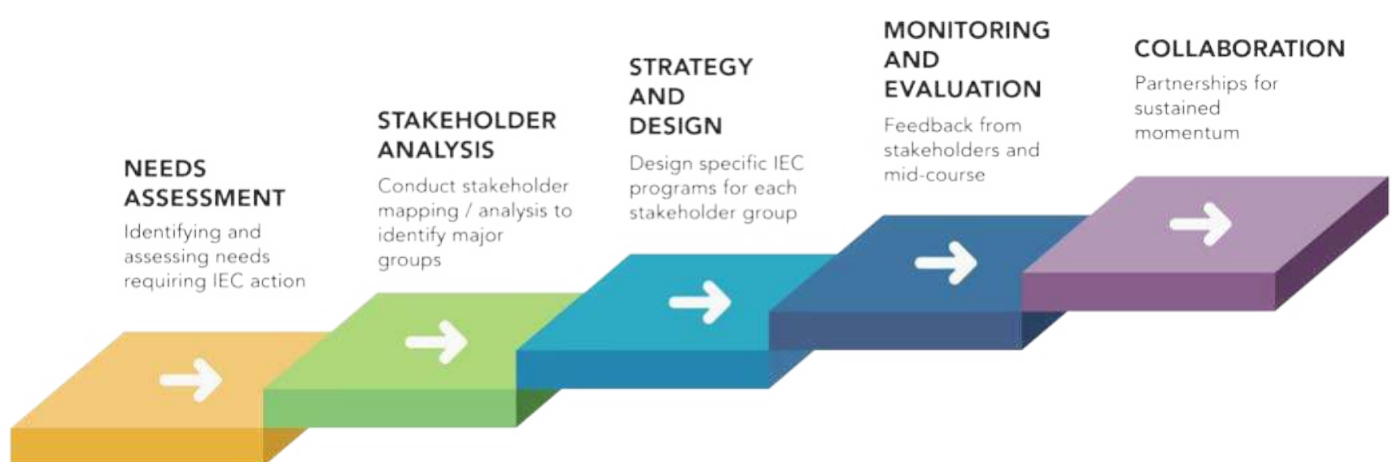 NEEDS
ASSESSMENT
Identifying and
assessing needs
requiring IEC action
STAKEHOLDER
ANALYSIS
Conduct stakeholder
mapping / analysis to
identify major
groups
STRATEGY
AND
DESIGN
Design specific IEC
programs for each
stakeholder group
MONITORING
AND
EVALUATION
Feedback from
stakeholders and
mid-course
COLLABORATION
Partnerships for
sustained
momentum